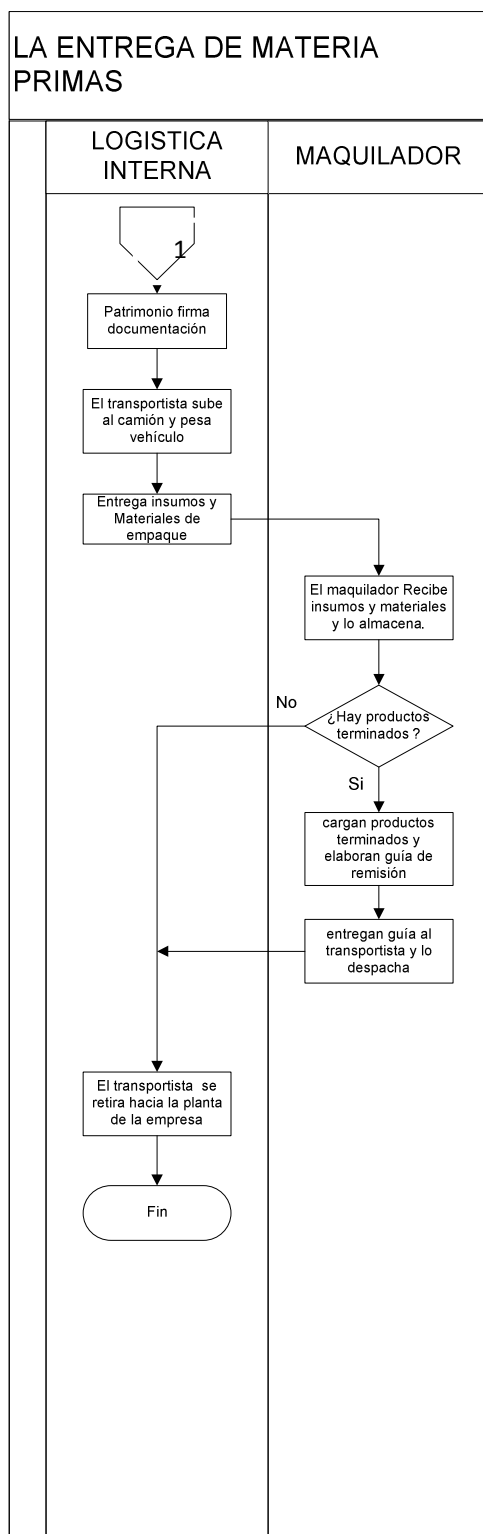 LA ENTREGA DE MATERIA
PRIMAS
LOGISTICA
INTERNA
MAQUILADOR
1
Patrimonio firma
documentación
El transportista sube
al camión y pesa
vehículo
Entrega insumos y
Materiales de
empaque
El maquilador Recibe
insumos y materiales
y lo almacena.
No
¿Hay productos
terminados ?
Si
cargan productos
terminados y
elaboran guía de
remisión
entregan guía al
transportista y lo
despacha
El transportista se
retira hacia la planta
de la empresa
Fin